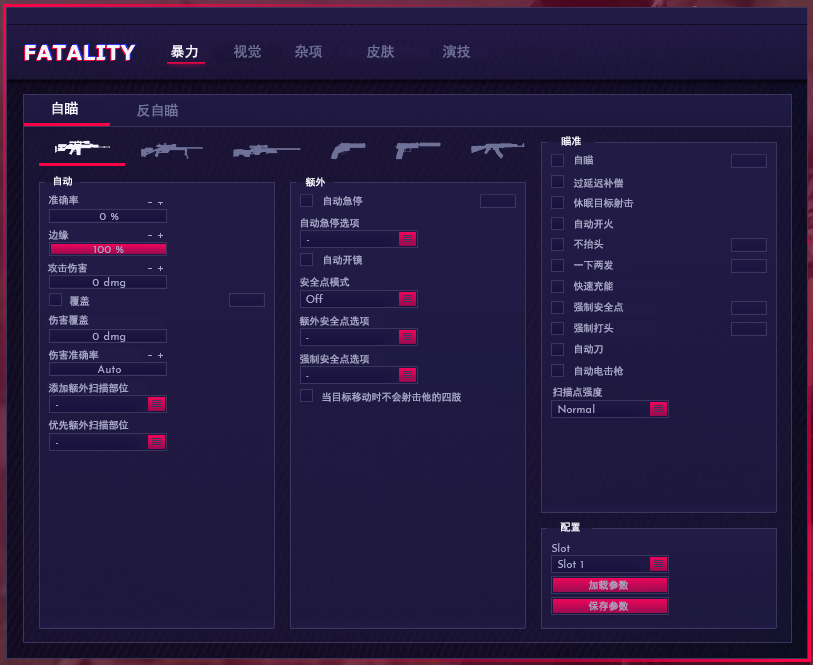 FATALITY 暴力 视觉 杂项 皮肤 演技
自瞄 反自瞄
自动
准确率 - -
0 %
边缘 - +
100 %
攻击伤害 - +
0 dmg
覆盖
伤害覆盖
0 dmg
伤害准确率 - +
Auto
添加额外扫描部位
-
优先额外扫描部位
-
额外
自动急停
自动急停选项
-
自动开镜
安全点模式
Off
额外安全点选项
-
强制安全点选项
-
当目标移动时不会射击他的四肢
瞄准
自瞄
过延迟补偿
休眠目标射击
自动开火
不抬头
一下两发
快速充能
强制安全点
强制打头
自动刀
自动电击枪
扫描点强度
Normal
配置
Slot
Slot 1
加载参数
保存参数